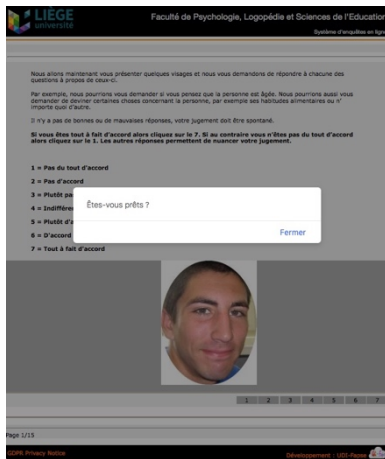 LIÈGE
université
Faculté de Psychologie, Logopédie et Sciences de l'Education
Système d'enquêtes en lign
Nous allons maintenant vous présenter quelques visages et nous vous demandons de répondre à chacune des
questions à propos de ceux-ci.
Par exemple, nous pourrions vous demander si vous pensez que la personne est âgée. Nous pourrions aussi vous
demander de deviner certaines choses concernant la personne, par exemple ses habitudes alimentaires ou n'
importe quoi d'autre.
Il n'y a pas de bonnes ou de mauvaises réponses, votre jugement doit être spontané.
Si vous êtes tout à fait d'accord alors cliquez sur le 7. Si au contraire vous n'êtes pas du tout d'accord
alors cliquez sur le 1. Les autres réponses permettent de nuancer votre jugement.
1 = Pas du tout d'accord
2 = Pas d'accord
3 = Plutôt pa
4 = Indiffére
Êtes-vous prêts ?
5 = Plutôt d'a
6 = D'accord
Fermer
7 = Tout à fait d'accord
1 2 3 4 5 6 7
Page 1/15
GDPR Privacy Notice
Développement : UDI-Fapse